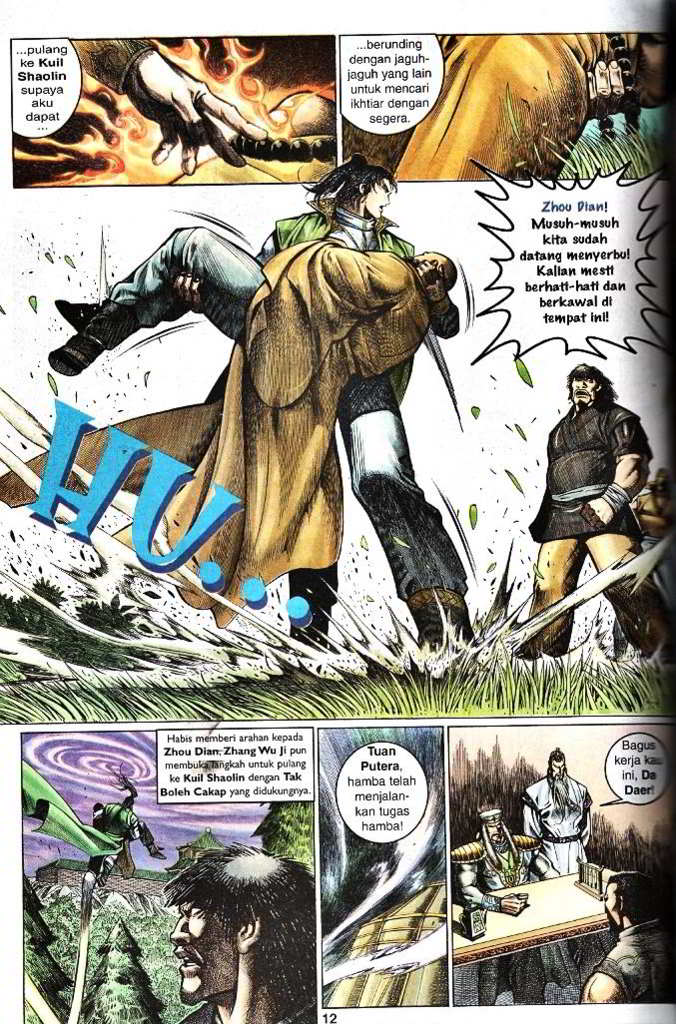 ...pulang
ke Kuil
Shaolin
supaya
aku
dapat
...
...berunding
dengan jaguh-
jaguh yang lain
untuk mencari
ikhtiar dengan
segera.
Zhou Dian!
Musuh-musuh
kita sudah
datang menyerbu!
Kalian mesti
berhati-hati dan
berkawal di
tempat ini!
HU...
Habis memberi arahan kepada
Zhou Dian, Zhang Wu Ji pun
membuka langkah untuk pulang
ke Kuil Shaolin dengan Tak
Boleh Cakap yang didukungnya.
Tuan
Putera,
hamba telah
menjalan-
kan tugas
hamba!
Bagus
kerja kau
ini, Da
Daer!
12